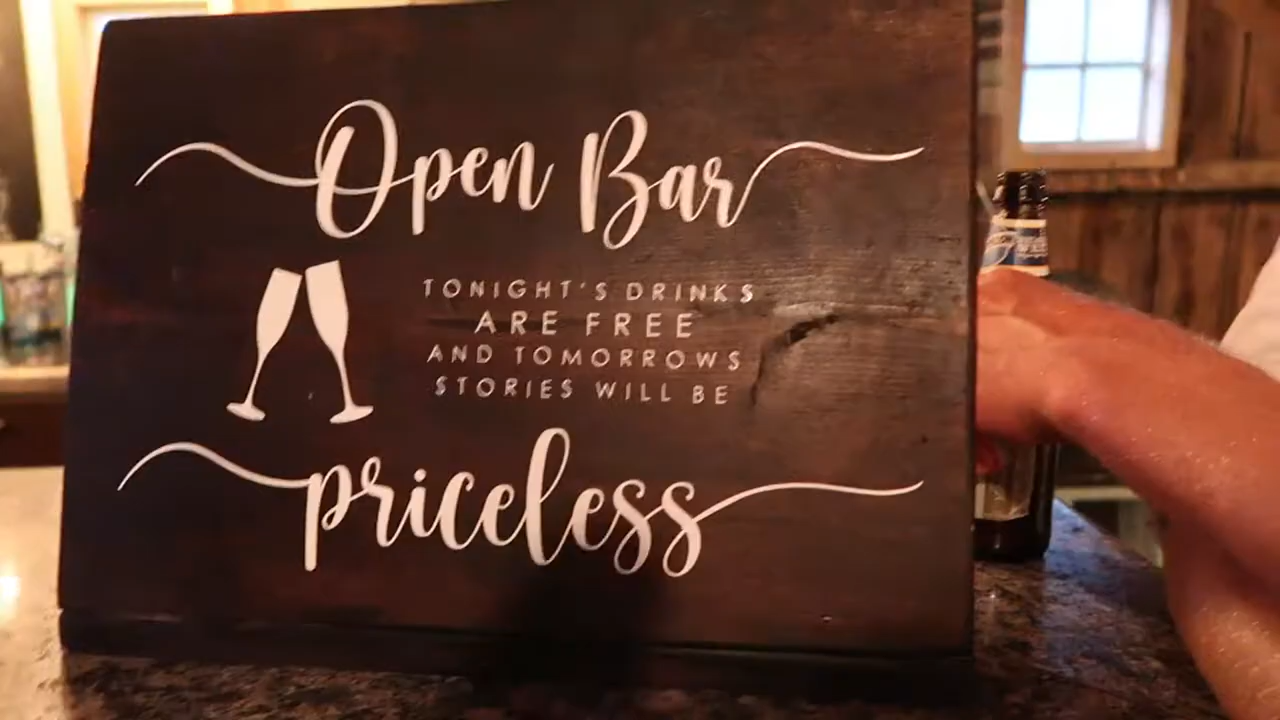 Open Bar
TONIGHT'S DRINKS
ARE FREE
AND TOMORROWS
STORIES WILL BE
priceless